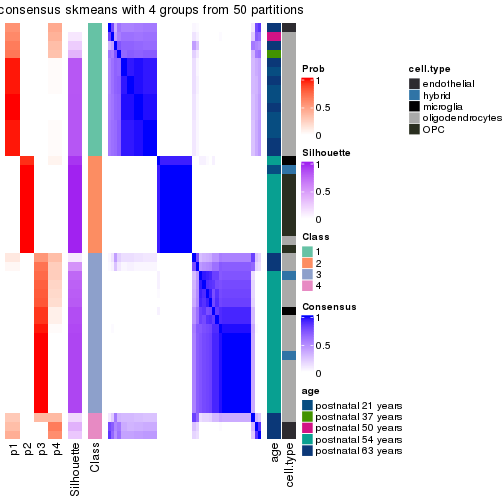 consensus skmeans with 4 groups from 50 partitions
Prob
1
0.5
0
Silhouette
1
0.5
0
Class
1
2
3
4
Consensus
1
0.5
0
age
postnatal 21 years
postnatal 37 years
postnatal 50 years
postnatal 54 years
postnatal 63 years
cell.type
endothelial
hybrid
microglia
oligodendrocytes
OPC
p1
p2
p3
p4
Silhouette
Class
age
cell.type